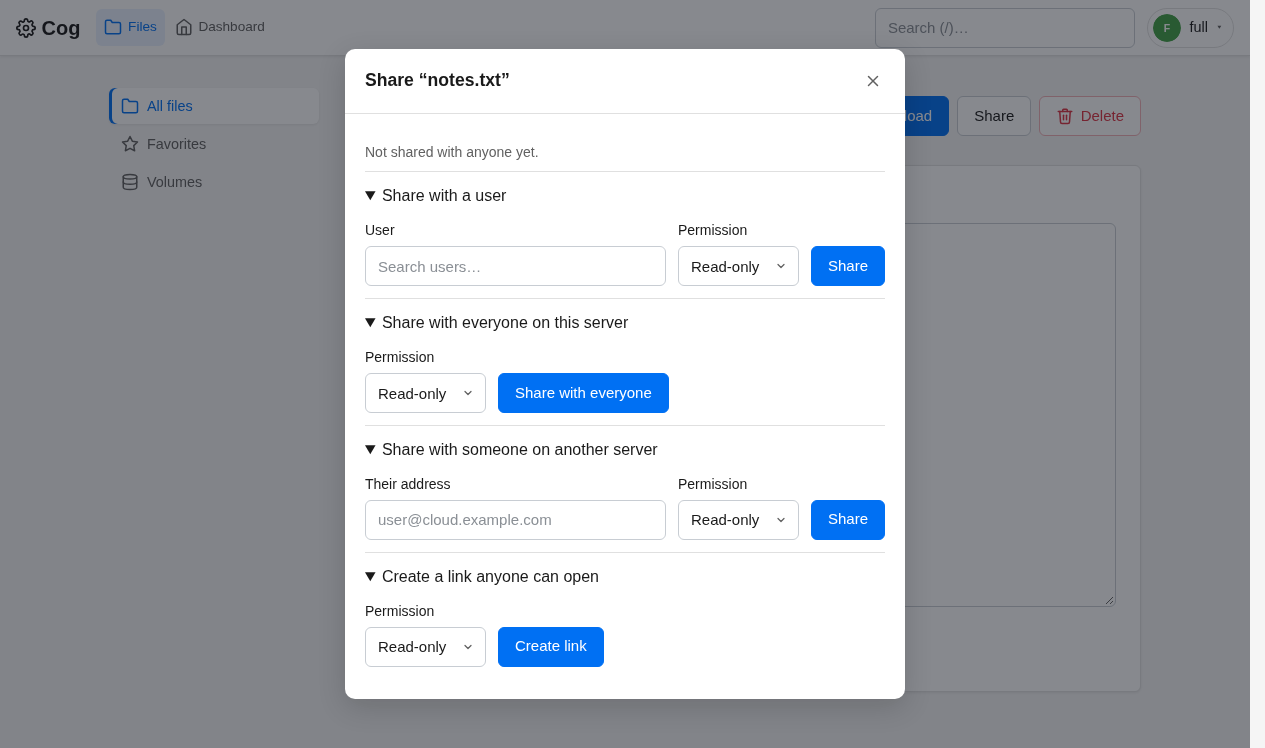 Cog
Files
Dashboard
Search (/)…
F
full
All files
Favorites
Volumes
Share
Delete
Share “notes.txt”
Not shared with anyone yet.
Share with a user
User
Permission
Search users…
Read-only
Share
Share with everyone on this server
Permission
Read-only
Share with everyone
Share with someone on another server
Their address
Permission
user@cloud.example.com
Read-only
Share
Create a link anyone can open
Permission
Read-only
Create link